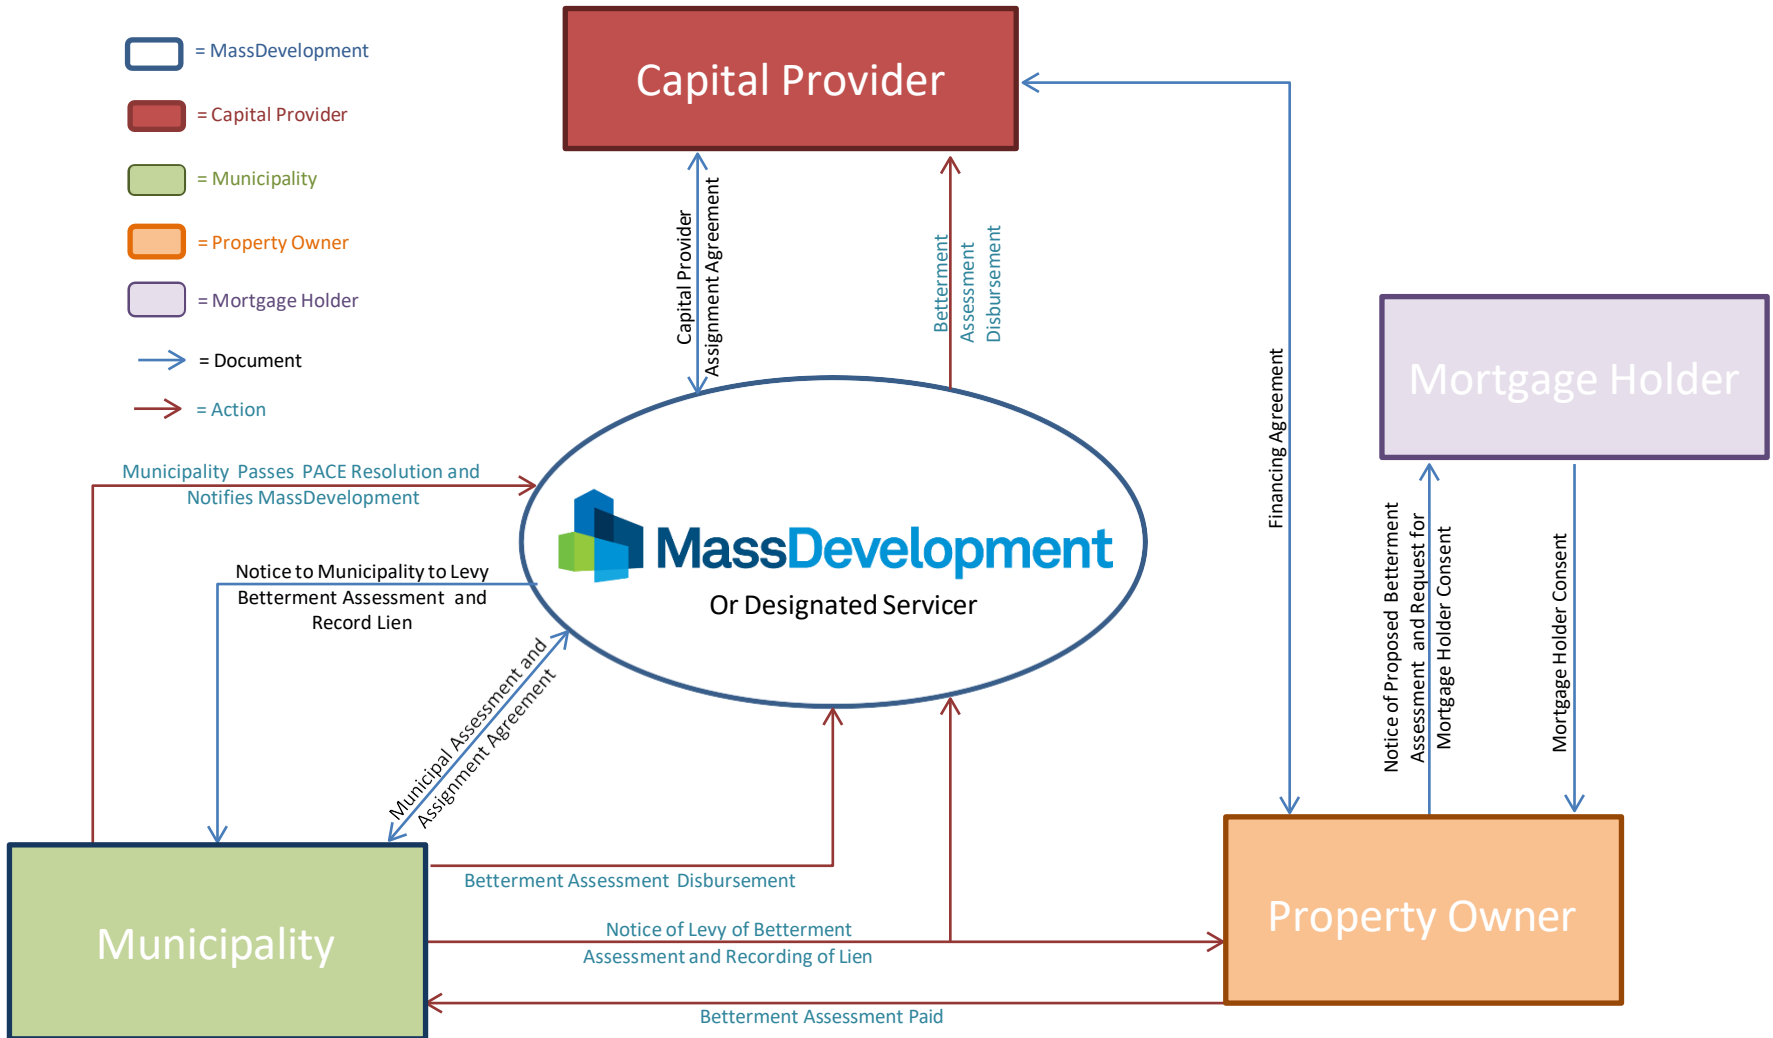 = MassDevelopment
= Capital Provider
= Municipality
= Property Owner
= Mortgage Holder
= Document
= Action
Capital Provider
Capital Provider
Assignment Agreement
Betterment
Assessment
Disbursement
Financing Agreement
Mortgage Holder
Municipality Passes PACE Resolution and
Notifies MassDevelopment
MassDevelopment
Or Designated Servicer
Notice to Municipality to Levy
Betterment Assessment and
Record Lien
Municipal Assessment and
Assignment Agreement
Notice of Proposed Betterment
Assessment and Request for
Mortgage Holder Consent
Mortgage Holder Consent
Municipality
Betterment Assessment Disbursement
Notice of Levy of Betterment
Assessment and Recording of Lien
Betterment Assessment Paid
Property Owner